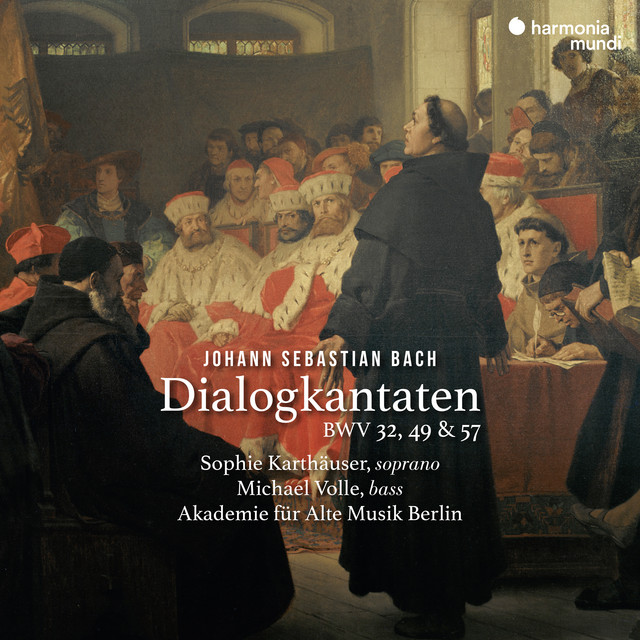 harmonia
mundi
JOHANN SEBASTIAN BACH
Dialogkantaten
BWV 32, 49 & 57
Sophie Karthäuser, soprano
Michael Volle, bass
Akademie für Alte Musik Berlin